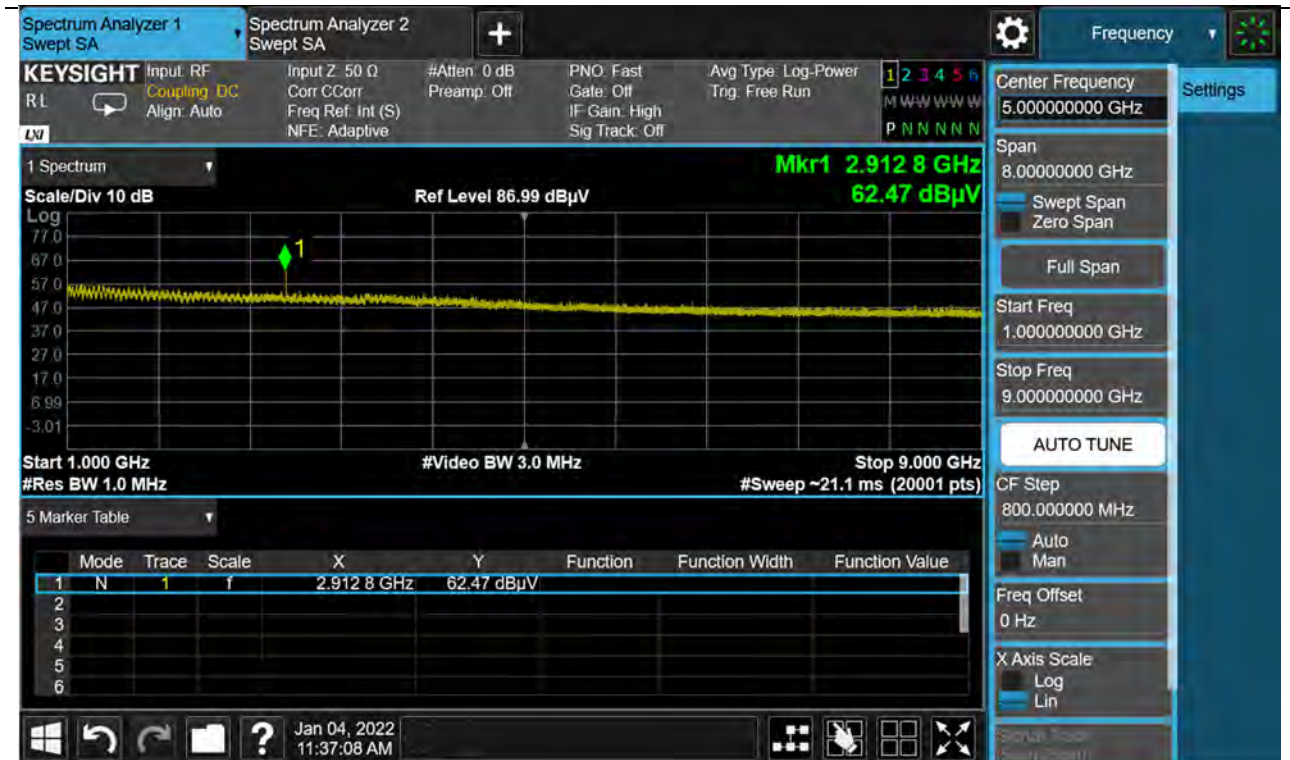 Spectrum Analyzer 1
Swept SA
Spectrum Analyzer 2
Swept SA
Frequency
KEYSIGHT
RL
LXI
Input: RF
Coupling: DC
Align: Auto
Input Z: 50 Ω
Corr CCorr
Freq Ref: Int (S)
NFE: Adaptive
#Atten: 0 dB
Preamp: Off
PNO: Fast
Gate: Off
IF Gain: High
Sig Track: Off
Avg Type: Log-Power
Trig: Free Run
1 2 3 4 5 6
M W W W W W
P N N N N N
1 Spectrum
Scale/Div 10 dB
Ref Level 86.99 dBµV
Mkr1 2.912 8 GHz
62.47 dBµV
Log
77.0
67.0
57.0
47.0
37.0
27.0
17.0
6.99
-3.01
1
Start 1.000 GHz
#Video BW 3.0 MHz
Stop 9.000 GHz
#Res BW 1.0 MHz
#Sweep ~21.1 ms (20001 pts)
5 Marker Table
Mode Trace Scale X Y Function Function Width Function Value
1 N 1 f 2.912 8 GHz 62.47 dBµV
2
3
4
5
6
Jan 04, 2022
11:37:08 AM
Center Frequency
5.000000000 GHz
Settings
Span
8.00000000 GHz
Swept Span
Zero Span
Full Span
Start Freq
1.000000000 GHz
Stop Freq
9.000000000 GHz
AUTO TUNE
CF Step
800.000000 MHz
Auto
Man
Freq Offset
0 Hz
X Axis Scale
Log
Lin